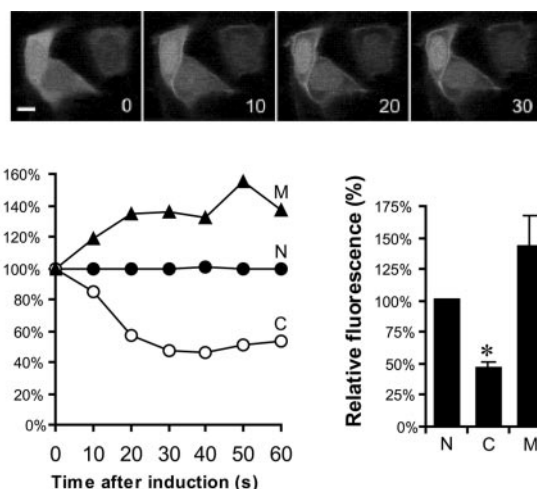 0 10 20 30
160%
140%
120%
100%
80%
60%
40%
20%
0%
M
N
C
0 10 20 30 40 50 60
Time after induction (s)
Relative fluorescence (%)
175%
150%
125%
100%
75%
50%
25%
0%
*
N C M